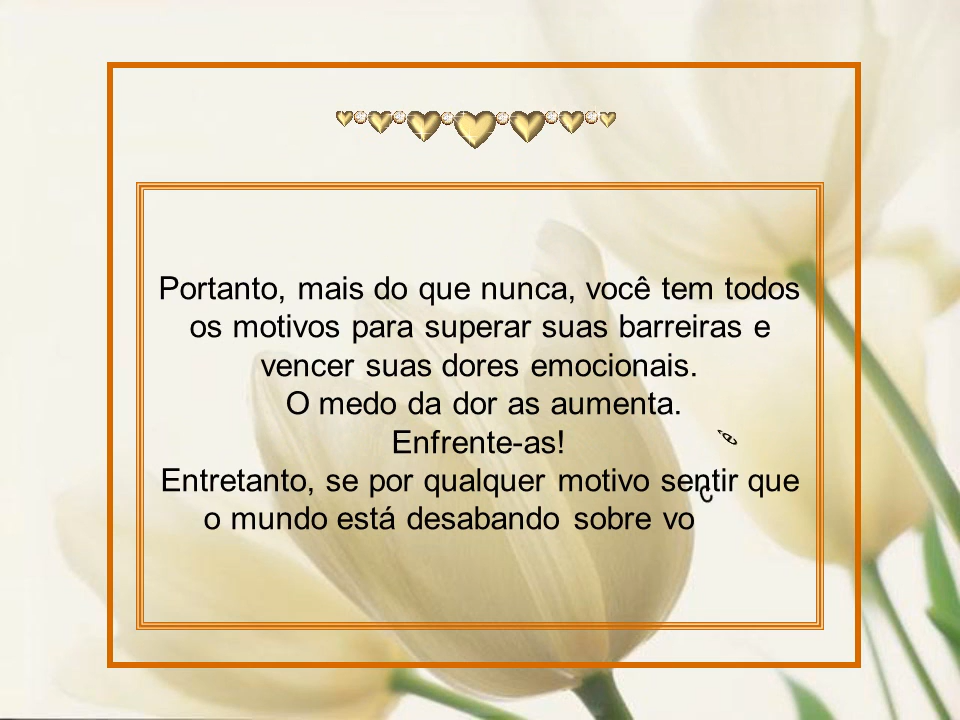 Portanto, mais do que nunca, você tem todos
os motivos para superar suas barreiras e
vencer suas dores emocionais.
O medo da dor as aumenta.
Enfrente-as!
Entretanto, se por qualquer motivo sentir que
o mundo está desabando sobre você